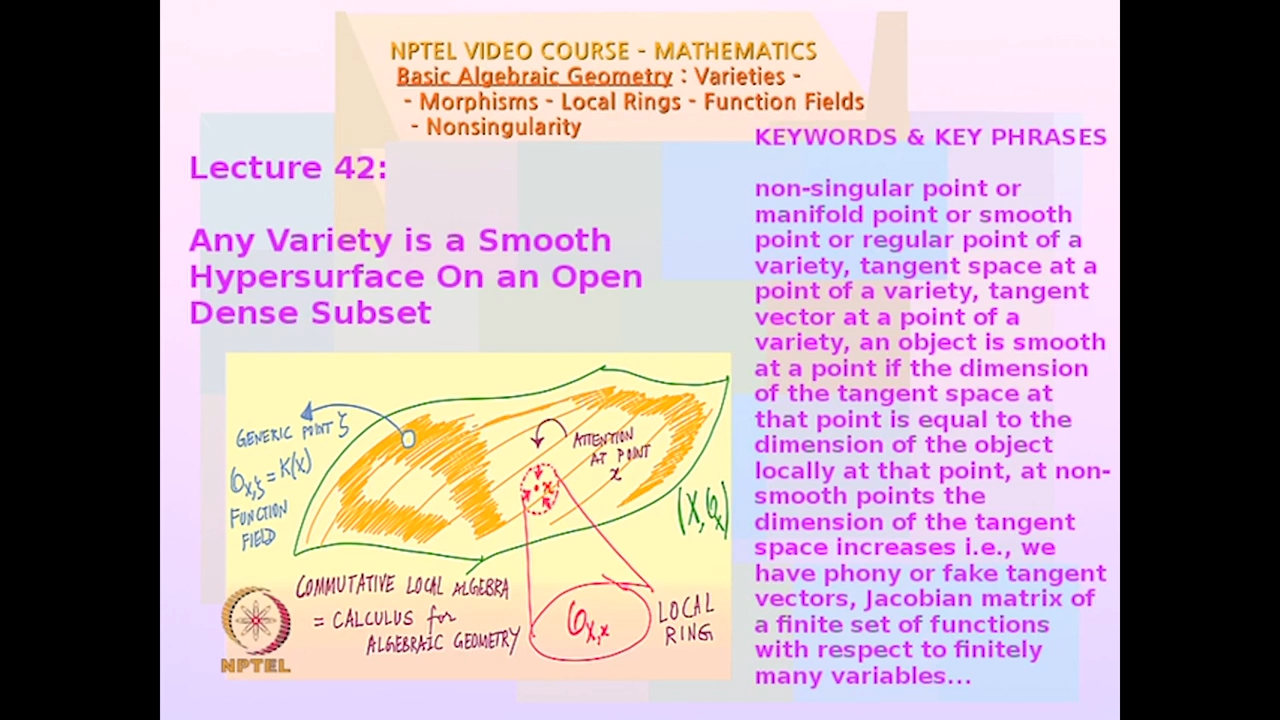 NPTEL VIDEO COURSE - MATHEMATICS
Basic Algebraic Geometry : Varieties -
- Morphisms - Local Rings - Function Fields
- Nonsingularity
Lecture 42:
Any Variety is a Smooth
Hypersurface On an Open
Dense Subset
GENERIC POINT ζ
O_X,ζ = K(X)
FUNCTION
FIELD
ATTENTION
AT POINT
x
(X, O_X)
COMMUTATIVE LOCAL ALGEBRA
= CALCULUS for
ALGEBRAIC GEOMETRY
O_X,x
LOCAL
RING
NPTEL
KEYWORDS & KEY PHRASES
non-singular point or
manifold point or smooth
point or regular point of a
variety, tangent space at a
point of a variety, tangent
vector at a point of a
variety, an object is smooth
at a point if the dimension
of the tangent space at
that point is equal to the
dimension of the object
locally at that point, at non-
smooth points the
dimension of the tangent
space increases i.e., we
have phony or fake tangent
vectors, Jacobian matrix of
a finite set of functions
with respect to finitely
many variables...